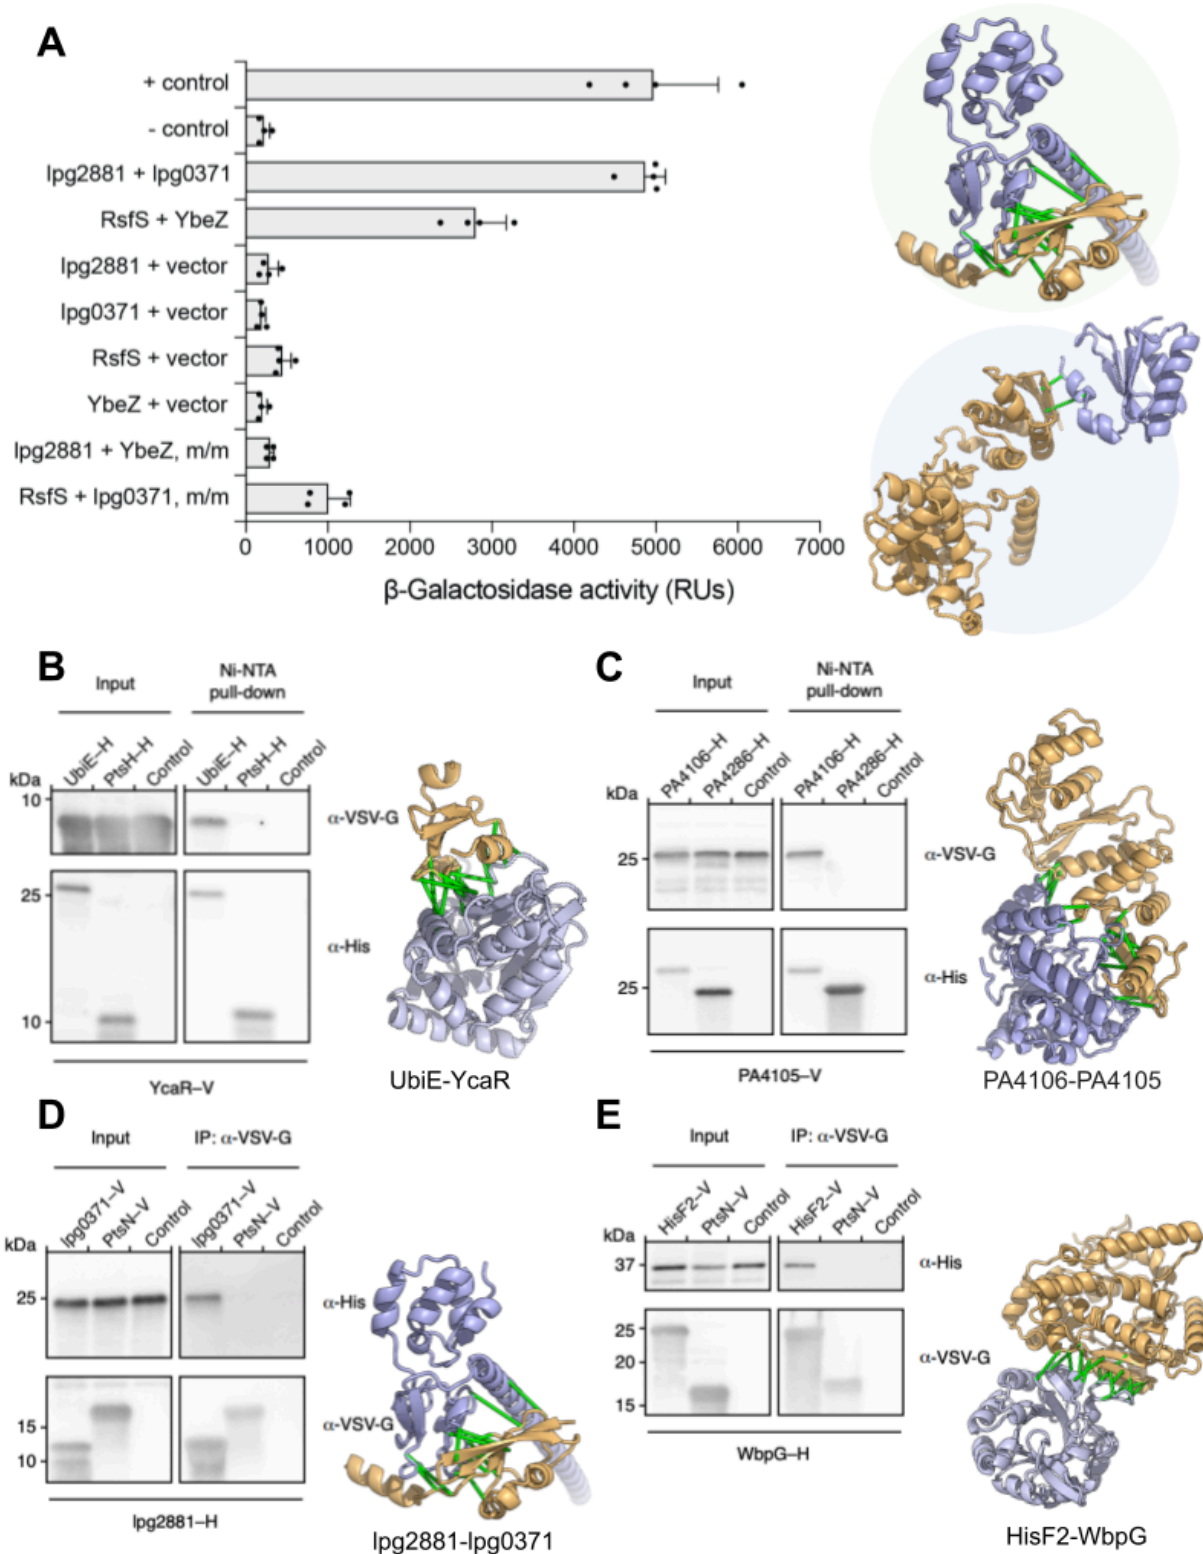 A
+ control
- control
lpg2881 + lpg0371
RsfS + YbeZ
lpg2881 + vector
lpg0371 + vector
RsfS + vector
YbeZ + vector
lpg2881 + YbeZ, m/m
RsfS + lpg0371, m/m
0 1000 2000 3000 4000 5000 6000 7000
β-Galactosidase activity (RUs)
B
Input
Ni-NTA
pull-down
UbiE–H PtsH–H Control UbiE–H PtsH–H Control
kDa
10
α-VSV-G
25
α-His
10
YcaR–V
UbiE-YcaR
C
Input
Ni-NTA
pull-down
PA4106–H PA4286–H Control PA4106–H PA4286–H Control
kDa
25
α-VSV-G
25
α-His
PA4105–V
PA4106-PA4105
D
Input
IP: α-VSV-G
lpg0371–V PtsN–V Control lpg0371–V PtsN–V Control
kDa
25
α-His
15
α-VSV-G
10
lpg2881–H
lpg2881-lpg0371
E
Input
IP: α-VSV-G
HisF2–V PtsN–V Control HisF2–V PtsN–V Control
kDa
37
α-His
25
20
α-VSV-G
15
WbpG–H
HisF2-WbpG